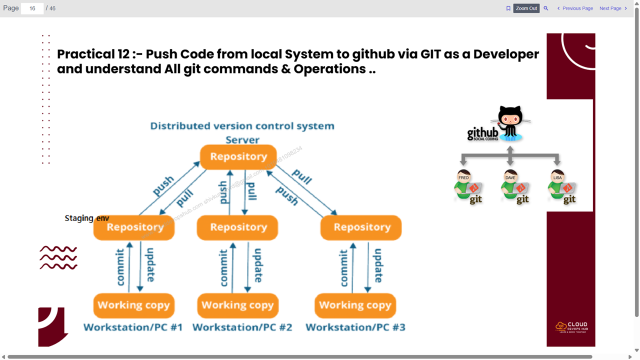 Page 16 / 46
Zoom Out
Previous Page
Next Page
Practical 12 :- Push Code from local System to github via GIT as a Developer
and understand All git commands & Operations ..
Distributed version control system
Server
Repository
push
pull
push
pull
pull
push
Staging env
Repository
Repository
Repository
commit
update
commit
update
commit
update
Working copy
Working copy
Working copy
Workstation/PC #1
Workstation/PC #2
Workstation/PC #3
github
SOCIAL CODING
FRED
DAVE
LISA
git
git
git
CLOUD